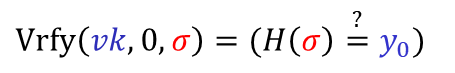 Vrfy(vk, 0, σ) = (H(σ) ≟ y₀)